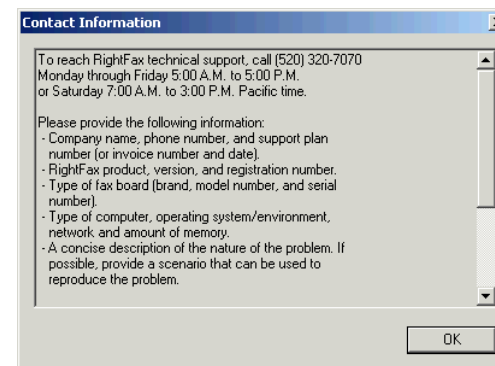 Contact Information
To reach RightFax technical support, call (520) 320-7070
Monday through Friday 5:00 A.M. to 5:00 P.M.
or Saturday 7:00 A.M. to 3:00 P.M. Pacific time.
Please provide the following information:
- Company name, phone number, and support plan
number (or invoice number and date).
- RightFax product, version, and registration number.
- Type of fax board (brand, model number, and serial
number).
- Type of computer, operating system/environment,
network and amount of memory.
- A concise description of the nature of the problem. If
possible, provide a scenario that can be used to
reproduce the problem.
OK